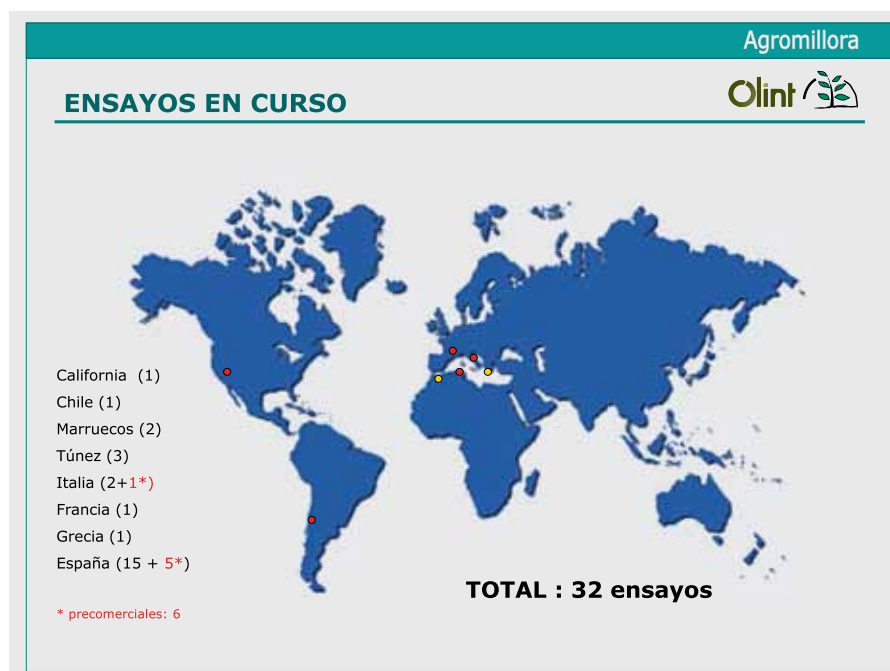 Agromillora
Olint
ENSAYOS EN CURSO
California (1)
Chile (1)
Marruecos (2)
Túnez (3)
Italia (2+1*)
Francia (1)
Grecia (1)
España (15 + 5*)
TOTAL : 32 ensayos
* precomerciales: 6